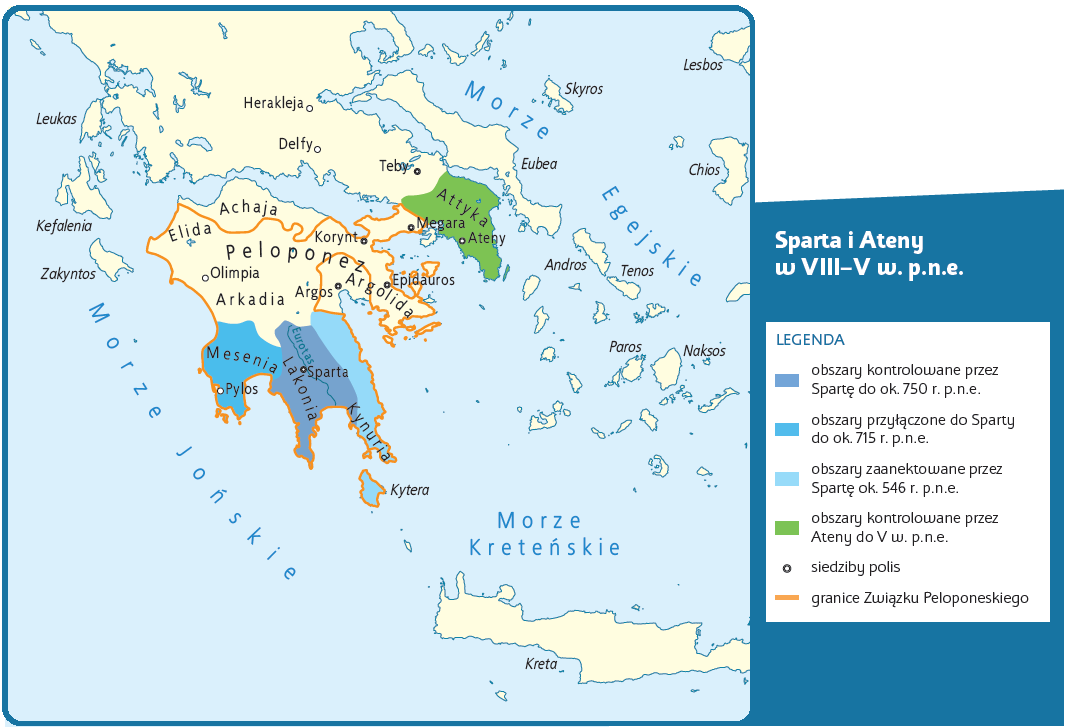 Lesbos
Skyros
Morze
Herakleja
Leukas
Delfy
Eubea
Teby
Chios
Egejskie
Achaja
Attyka
Kefalenia
Elida
Megara
Korynt
Ateny
Peloponez
Zakyntos
Olimpia
Andros
Tenos
Arkadia
Argos
Argolida
Epidauros
Morze Jońskie
Eurotas
Mesenia
Lakonia
Sparta
Paros
Naksos
Pylos
Kynuria
Kytera
Morze
Kreteńskie
Kreta
Sparta i Ateny
w VIII–V w. p.n.e.
LEGENDA
obszary kontrolowane przez
Spartę do ok. 750 r. p.n.e.
obszary przyłączone do Sparty
do ok. 715 r. p.n.e.
obszary zaanektowane przez
Spartę ok. 546 r. p.n.e.
obszary kontrolowane przez
Ateny do V w. p.n.e.
siedziby polis
granice Związku Peloponeskiego